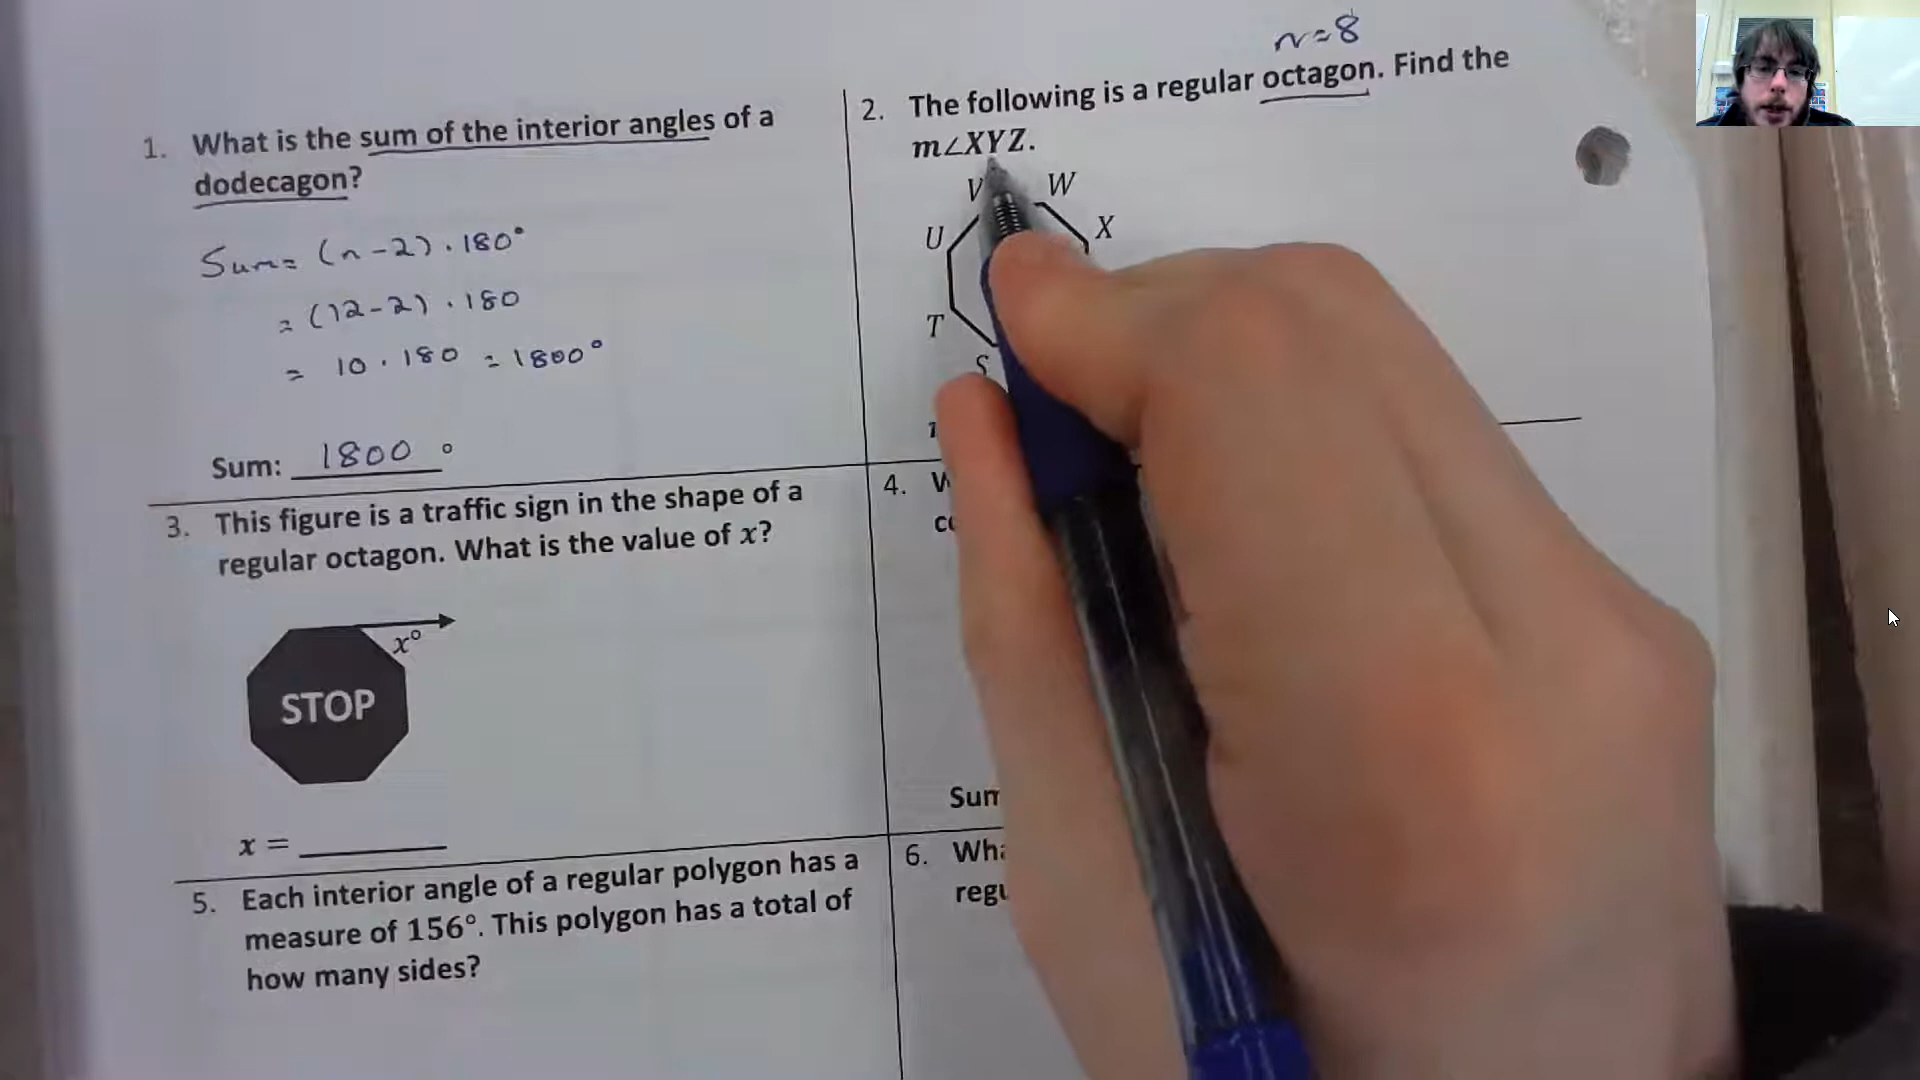 1. What is the sum of the interior angles of a
dodecagon?
Sum = (n-2) · 180°
= (12-2) · 180
= 10 · 180 = 1800°
Sum: 1800 °
n=8
2. The following is a regular octagon. Find the
m∠XYZ.
V W
U X
T
S
3. This figure is a traffic sign in the shape of a
regular octagon. What is the value of x?
x°
STOP
x =
4.
Sum
5. Each interior angle of a regular polygon has a
measure of 156°. This polygon has a total of
how many sides?
6.